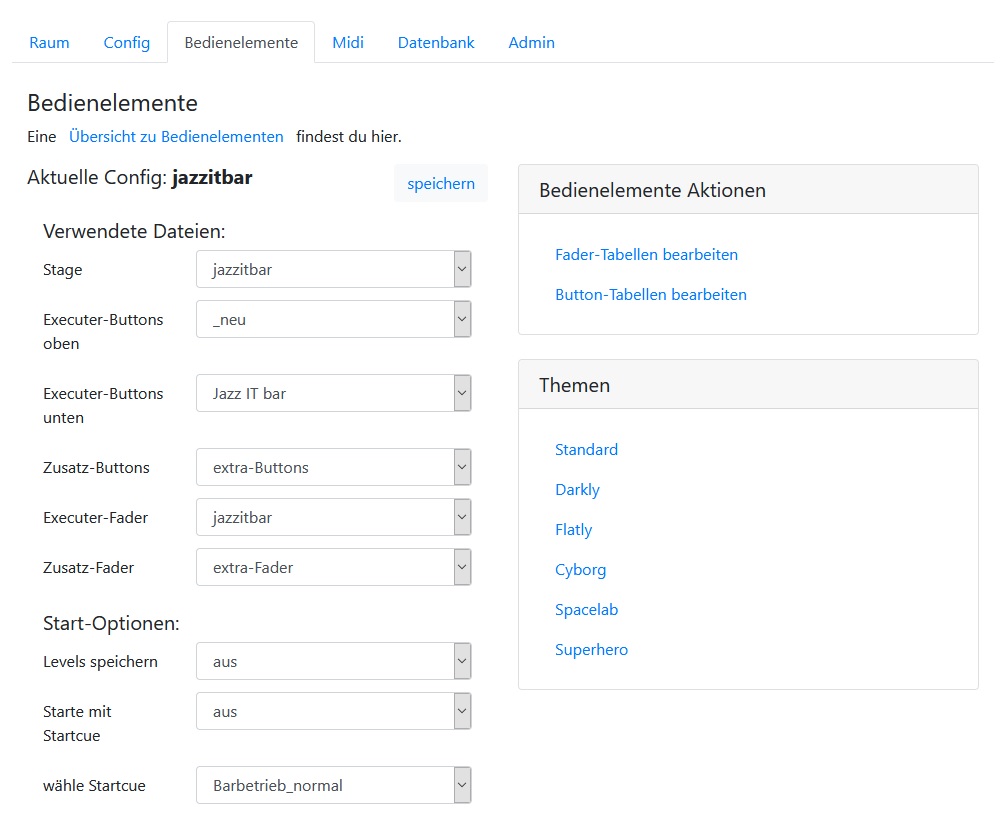 Raum Config Bedienelemente Midi Datenbank Admin
Bedienelemente
Eine Übersicht zu Bedienelementen findest du hier.
Aktuelle Config: jazzitbar
speichern
Verwendete Dateien:
Stage jazzitbar
Executer-Buttons oben _neu
Executer-Buttons unten Jazz IT bar
Zusatz-Buttons extra-Buttons
Executer-Fader jazzitbar
Zusatz-Fader extra-Fader
Start-Optionen:
Levels speichern aus
Starte mit Startcue aus
wähle Startcue Barbetrieb_normal
Bedienelemente Aktionen
Fader-Tabellen bearbeiten
Button-Tabellen bearbeiten
Themen
Standard
Darkly
Flatly
Cyborg
Spacelab
Superhero